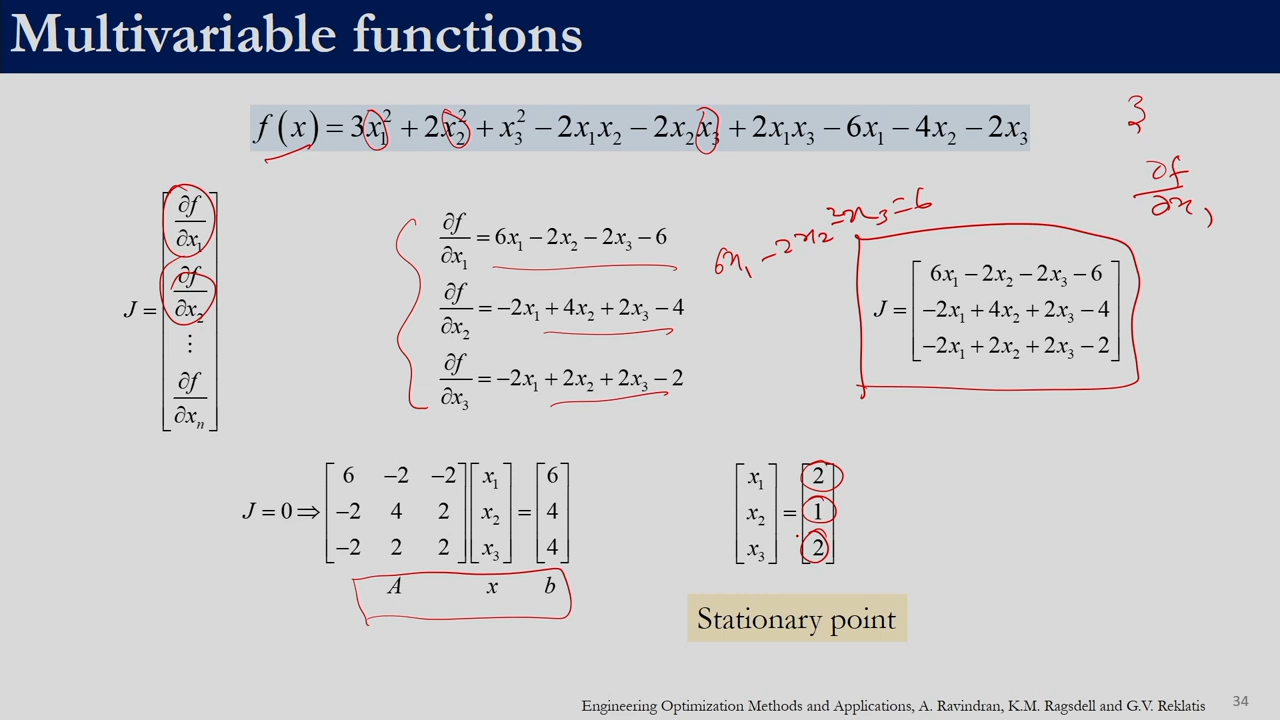 Multivariable functions
f(x) = 3x₁² + 2x₂² + x₃² − 2x₁x₂ − 2x₂x₃ + 2x₁x₃ − 6x₁ − 4x₂ − 2x₃
3
∂f/∂x₁
J = [∂f/∂x₁ ∂f/∂x₂ ⋮ ∂f/∂xₙ]
∂f/∂x₁ = 6x₁ − 2x₂ − 2x₃ − 6
∂f/∂x₂ = −2x₁ + 4x₂ + 2x₃ − 4
∂f/∂x₃ = −2x₁ + 2x₂ + 2x₃ − 2
6x₁ − 2x₂ − 2x₃ = 6
J = [6x₁ − 2x₂ − 2x₃ − 6
−2x₁ + 4x₂ + 2x₃ − 4
−2x₁ + 2x₂ + 2x₃ − 2]
J = 0 ⇒ [6 −2 −2; −2 4 2; −2 2 2] [x₁; x₂; x₃] = [6; 4; 4]
A x b
[x₁; x₂; x₃] = [2; 1; 2]
Stationary point
Engineering Optimization Methods and Applications, A. Ravindran, K.M. Ragsdell and G.V. Reklatis
34